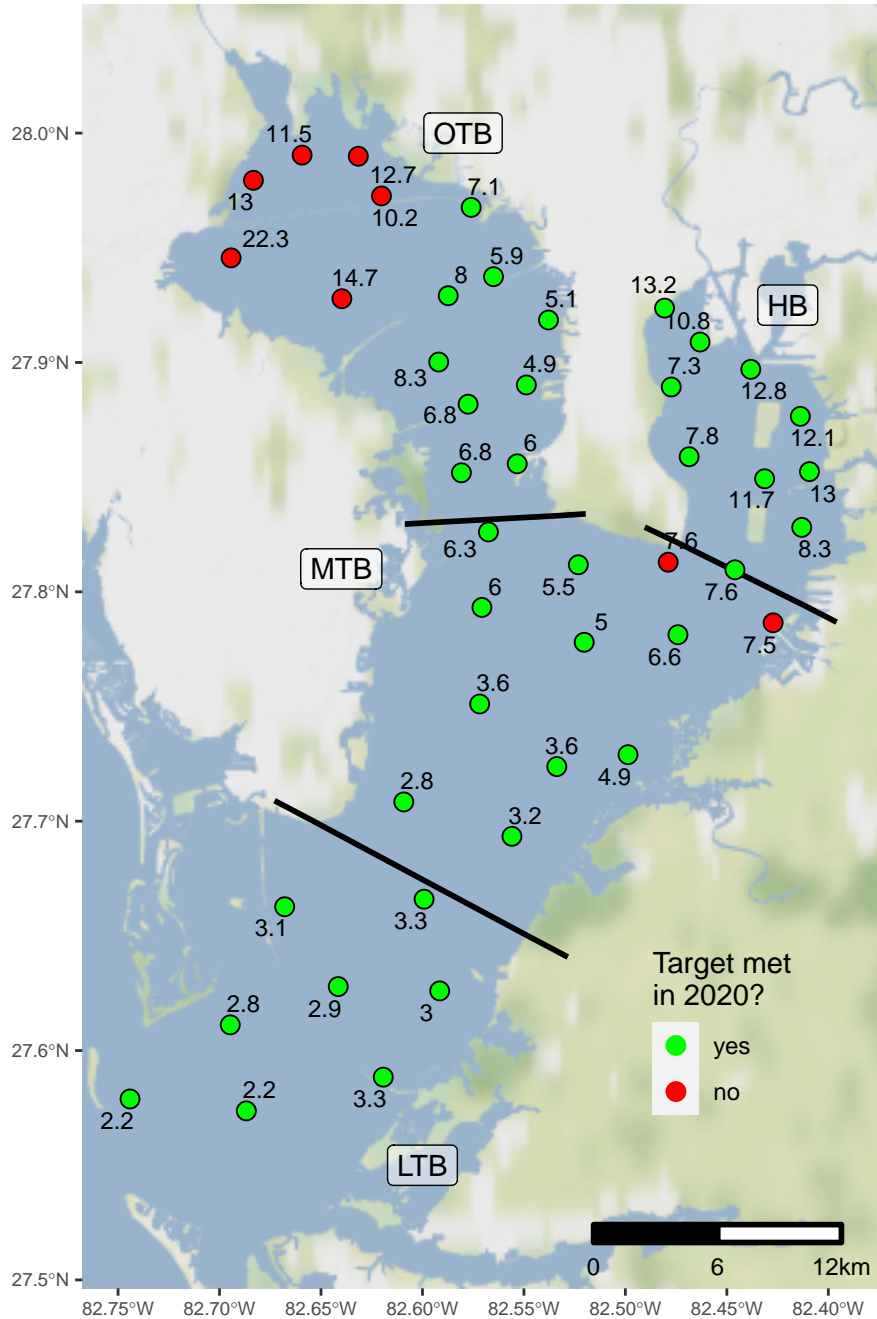 28.0°N
27.9°N
27.8°N
27.7°N
27.6°N
27.5°N
82.75°W
82.70°W
82.65°W
82.60°W
82.55°W
82.50°W
82.45°W
82.40°W
OTB
11.5
12.7
13
10.2
7.1
22.3
14.7
8
5.9
5.1
8.3
4.9
6.8
6.8
6
HB
13.2
10.8
7.3
12.8
12.1
7.8
11.7
13
8.3
7.6
MTB
6.3
5.5
7.6
7.5
6
5
6.6
3.6
3.6
4.9
2.8
3.2
3.3
3.1
2.9
3
2.8
3.3
2.2
2.2
LTB
Target met
in 2020?
yes
no
0 6 12km